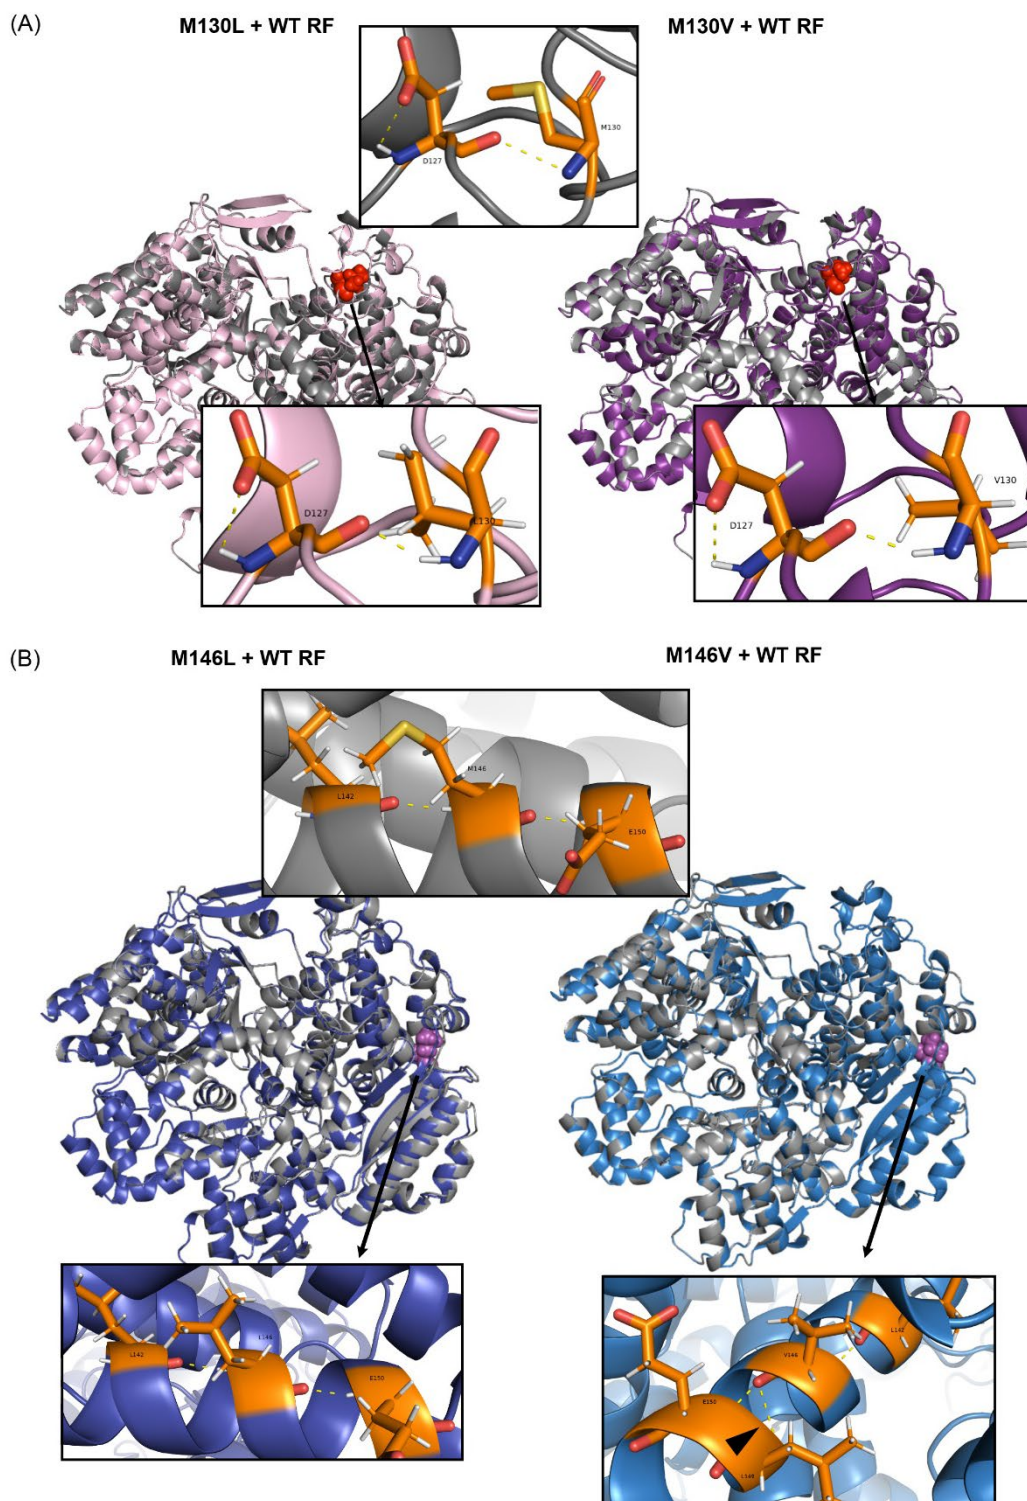 (A)
M130L + WT RF
M130V + WT RF
D127
M130
D127
L130
D127
V130
(B)
M146L + WT RF
M146V + WT RF
L142
M146
E150
L142
L146
E150
L142
V146
E150